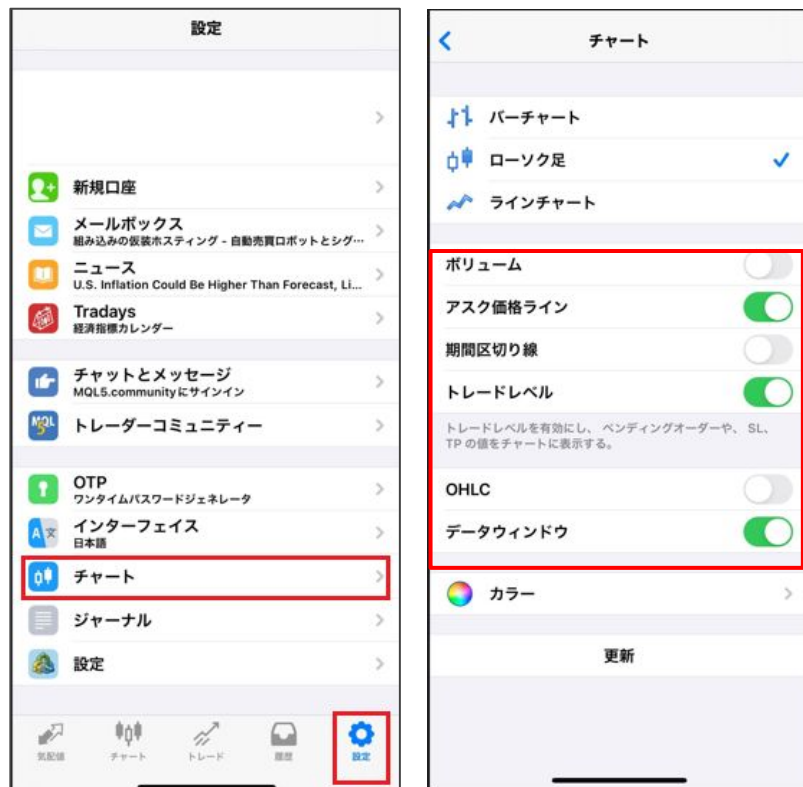 設定
新規口座
メールボックス
組み込みの仮装ホスティング - 自動売買ロボットとシグ…
ニュース
U.S. Inflation Could Be Higher Than Forecast, Li...
Tradays
経済指標カレンダー
チャットとメッセージ
MQL5.communityにサインイン
MQL
5
トレーダーコミュニティー
OTP
ワンタイムパスワードジェネレータ
A 文
インターフェイス
日本語
チャート
ジャーナル
設定
気配値
チャート
トレード
履歴
設定
チャート
バーチャート
ローソク足
ラインチャート
ボリューム
アスク価格ライン
期間区切り線
トレードレベル
トレードレベルを有効にし、 ペンディングオーダーや、 SL、
TP の値をチャートに表示する。
OHLC
データウィンドウ
カラー
更新